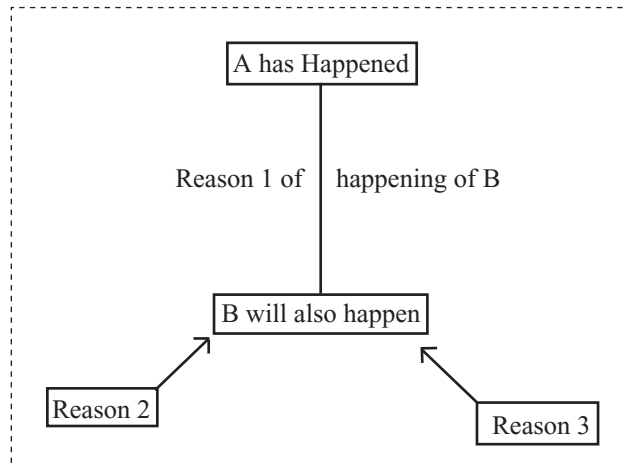 A has Happened
Reason 1 of happening of B
B will also happen
Reason 2
Reason 3